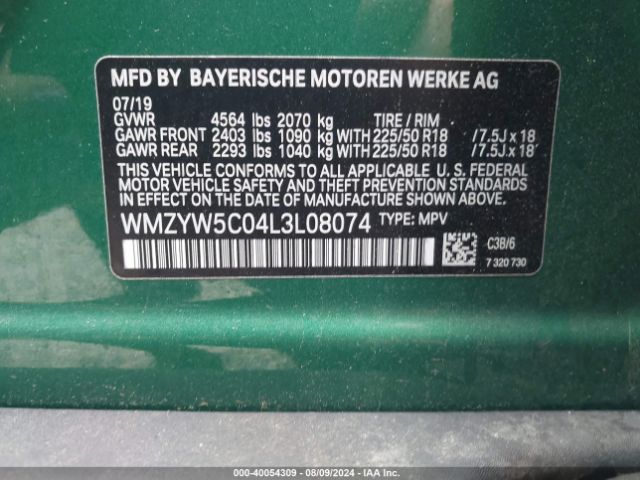 MFD BY BAYERISCHE MOTOREN WERKE AG
07/19
GVWR 4564 lbs 2070 kg TIRE / RIM
GAWR FRONT 2403 lbs 1090 kg WITH 225/50 R18 /7.5J x 18
GAWR REAR 2293 lbs 1040 kg WITH 225/50 R18 /7.5J x 18
THIS VEHICLE CONFORMS TO ALL APPLICABLE U. S. FEDERAL
MOTOR VEHICLE SAFETY AND THEFT PREVENTION STANDARDS
IN EFFECT ON THE DATE OF MANUFACTURE SHOWN ABOVE.
WMZYW5C04L3L08074 TYPE: MPV
C3B/6
7 320 730
000-40054309 - 08/09/2024 - IAA Inc.